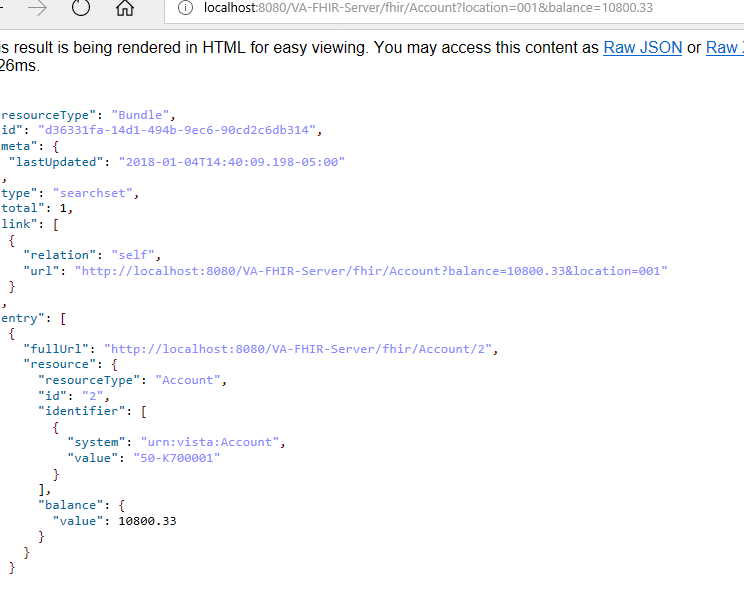 localhost:8080/VA-FHIR-Server/fhir/Account?location=001&balance=10800.33
is result is being rendered in HTML for easy viewing. You may access this content as Raw JSON or Raw
26ms.
resourceType": "Bundle",
id": "d36331fa-14d1-494b-9ec6-90cd2c6db314",
meta": {
"lastUpdated": "2018-01-04T14:40:09.198-05:00"
,
type": "searchset",
total": 1,
link": [
{
"relation": "self",
"url": "http://localhost:8080/VA-FHIR-Server/fhir/Account?balance=10800.33&location=001"
}
,
entry": [
{
"fullUrl": "http://localhost:8080/VA-FHIR-Server/fhir/Account/2",
"resource": {
"resourceType": "Account",
"id": "2",
"identifier": [
{
"system": "urn:vista:Account",
"value": "50-K700001"
}
],
"balance": {
"value": 10800.33
}
}
}